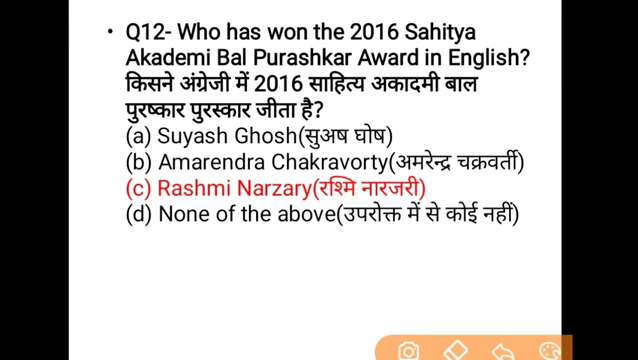 • Q12- Who has won the 2016 Sahitya
Akademi Bal Purashkar Award in English?
किसने अंग्रेजी में 2016 साहित्य अकादमी बाल
पुरष्कार पुरस्कार जीता है?
(a) Suyash Ghosh(सुअष घोष)
(b) Amarendra Chakravorty(अमरेन्द्र चक्रवर्ती)
(c) Rashmi Narzary(रश्मि नारजरी)
(d) None of the above(उपरोक्त में से कोई नहीं)